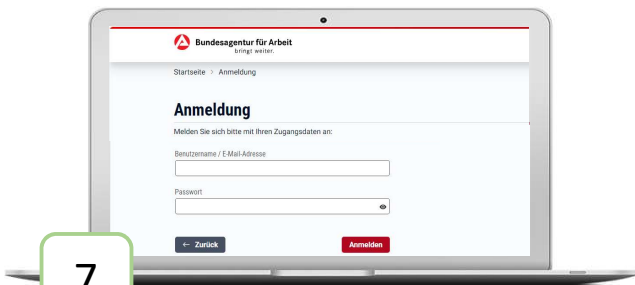 Bundesagentur für Arbeit
bringt weiter.
Startseite > Anmeldung
Anmeldung
Melden Sie sich bitte mit Ihren Zugangsdaten an:
Benutzername / E-Mail-Adresse
Passwort
← Zurück
Anmelden
7